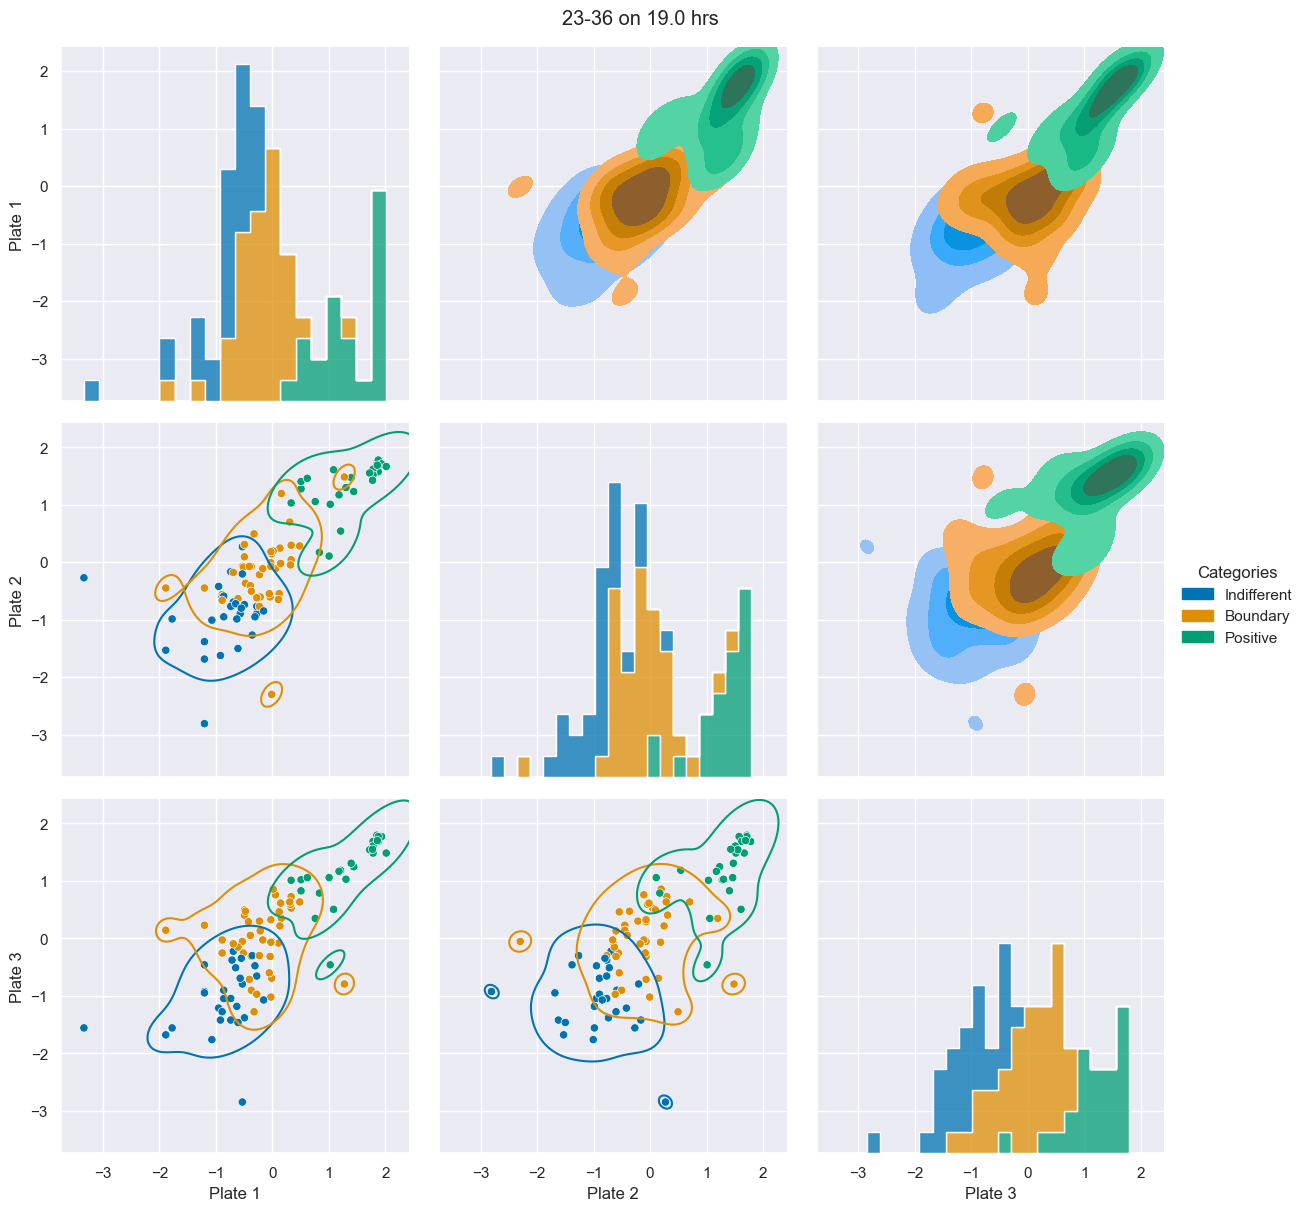 23-36 on 19.0 hrs
2
1
0
−1
−2
−3
Plate 1
2
1
0
−1
−2
−3
Plate 2
Categories
Indifferent
Boundary
Positive
2
1
0
−1
−2
−3
Plate 3
−3 −2 −1 0 1 2 −3 −2 −1 0 1 2 −3 −2 −1 0 1 2
Plate 1 Plate 2 Plate 3